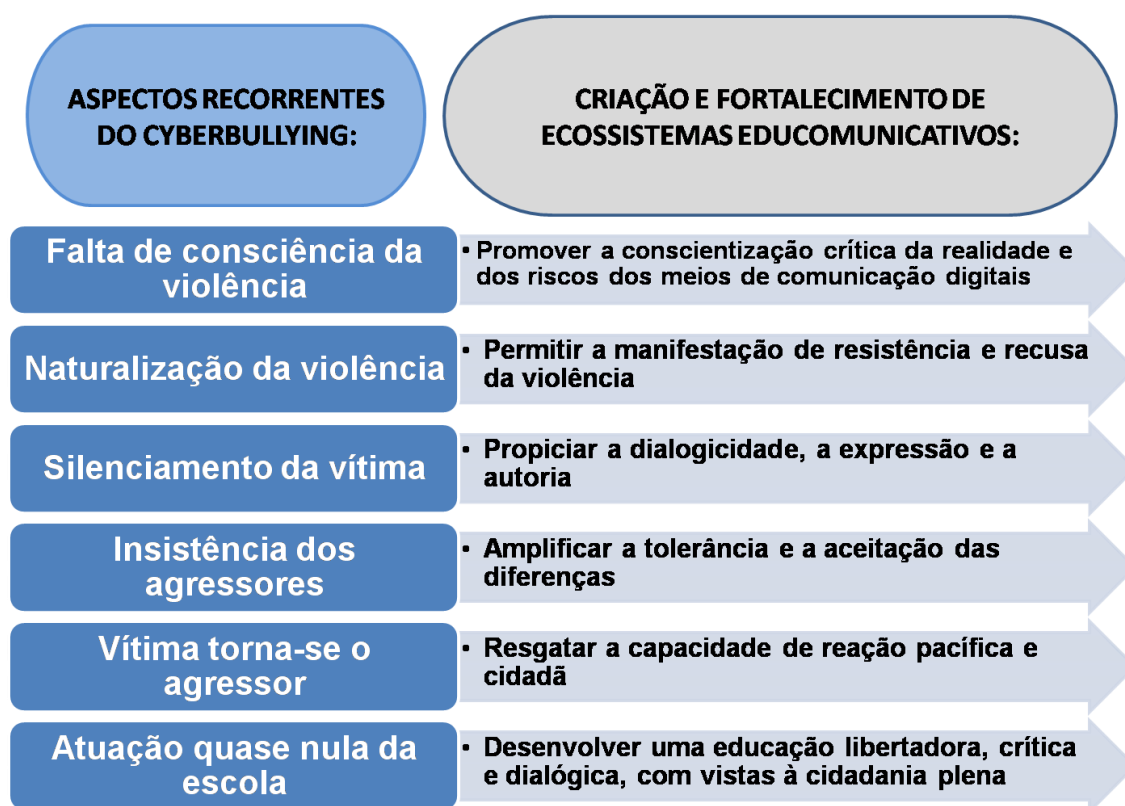 ASPECTOS RECORRENTES
DO CYBERBULLYING:
CRIAÇÃO E FORTALECIMENTO DE
ECOSSISTEMAS EDUCOMUNICATIVOS:
Falta de consciência da
violência
• Promover a conscientização crítica da realidade e
dos riscos dos meios de comunicação digitais
Naturalização da violência
• Permitir a manifestação de resistência e recusa
da violência
Silenciamento da vítima
• Propiciar a dialogicidade, a expressão e a
autoria
Insistência dos
agressores
• Amplificar a tolerância e a aceitação das
diferenças
Vítima torna-se o
agressor
• Resgatar a capacidade de reação pacífica e
cidadã
Atuação quase nula da
escola
• Desenvolver uma educação libertadora, crítica
e dialógica, com vistas à cidadania plena